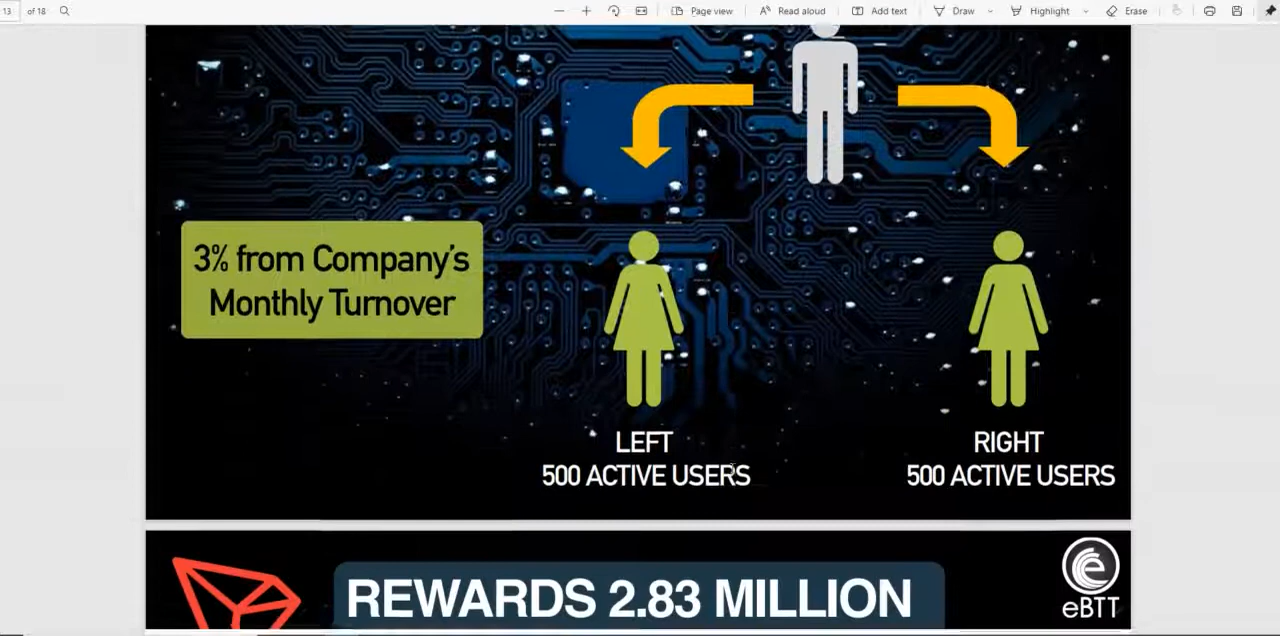 13 of 18 Page view Read aloud Add text Draw Highlight Erase
3% from Company's
Monthly Turnover
LEFT
500 ACTIVE USERS
RIGHT
500 ACTIVE USERS
REWARDS 2.83 MILLION
eBTT